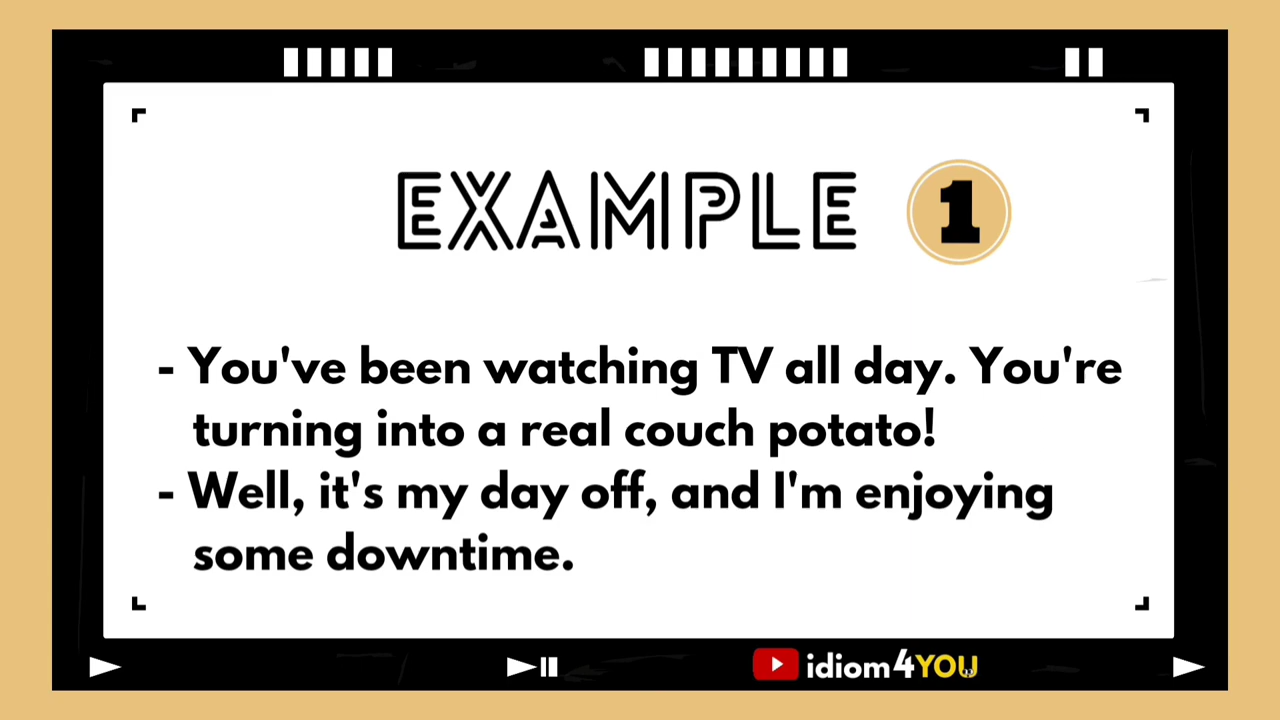 EXAMPLE 1
- You've been watching TV all day. You're
turning into a real couch potato!
- Well, it's my day off, and I'm enjoying
some downtime.
idiom4YOU